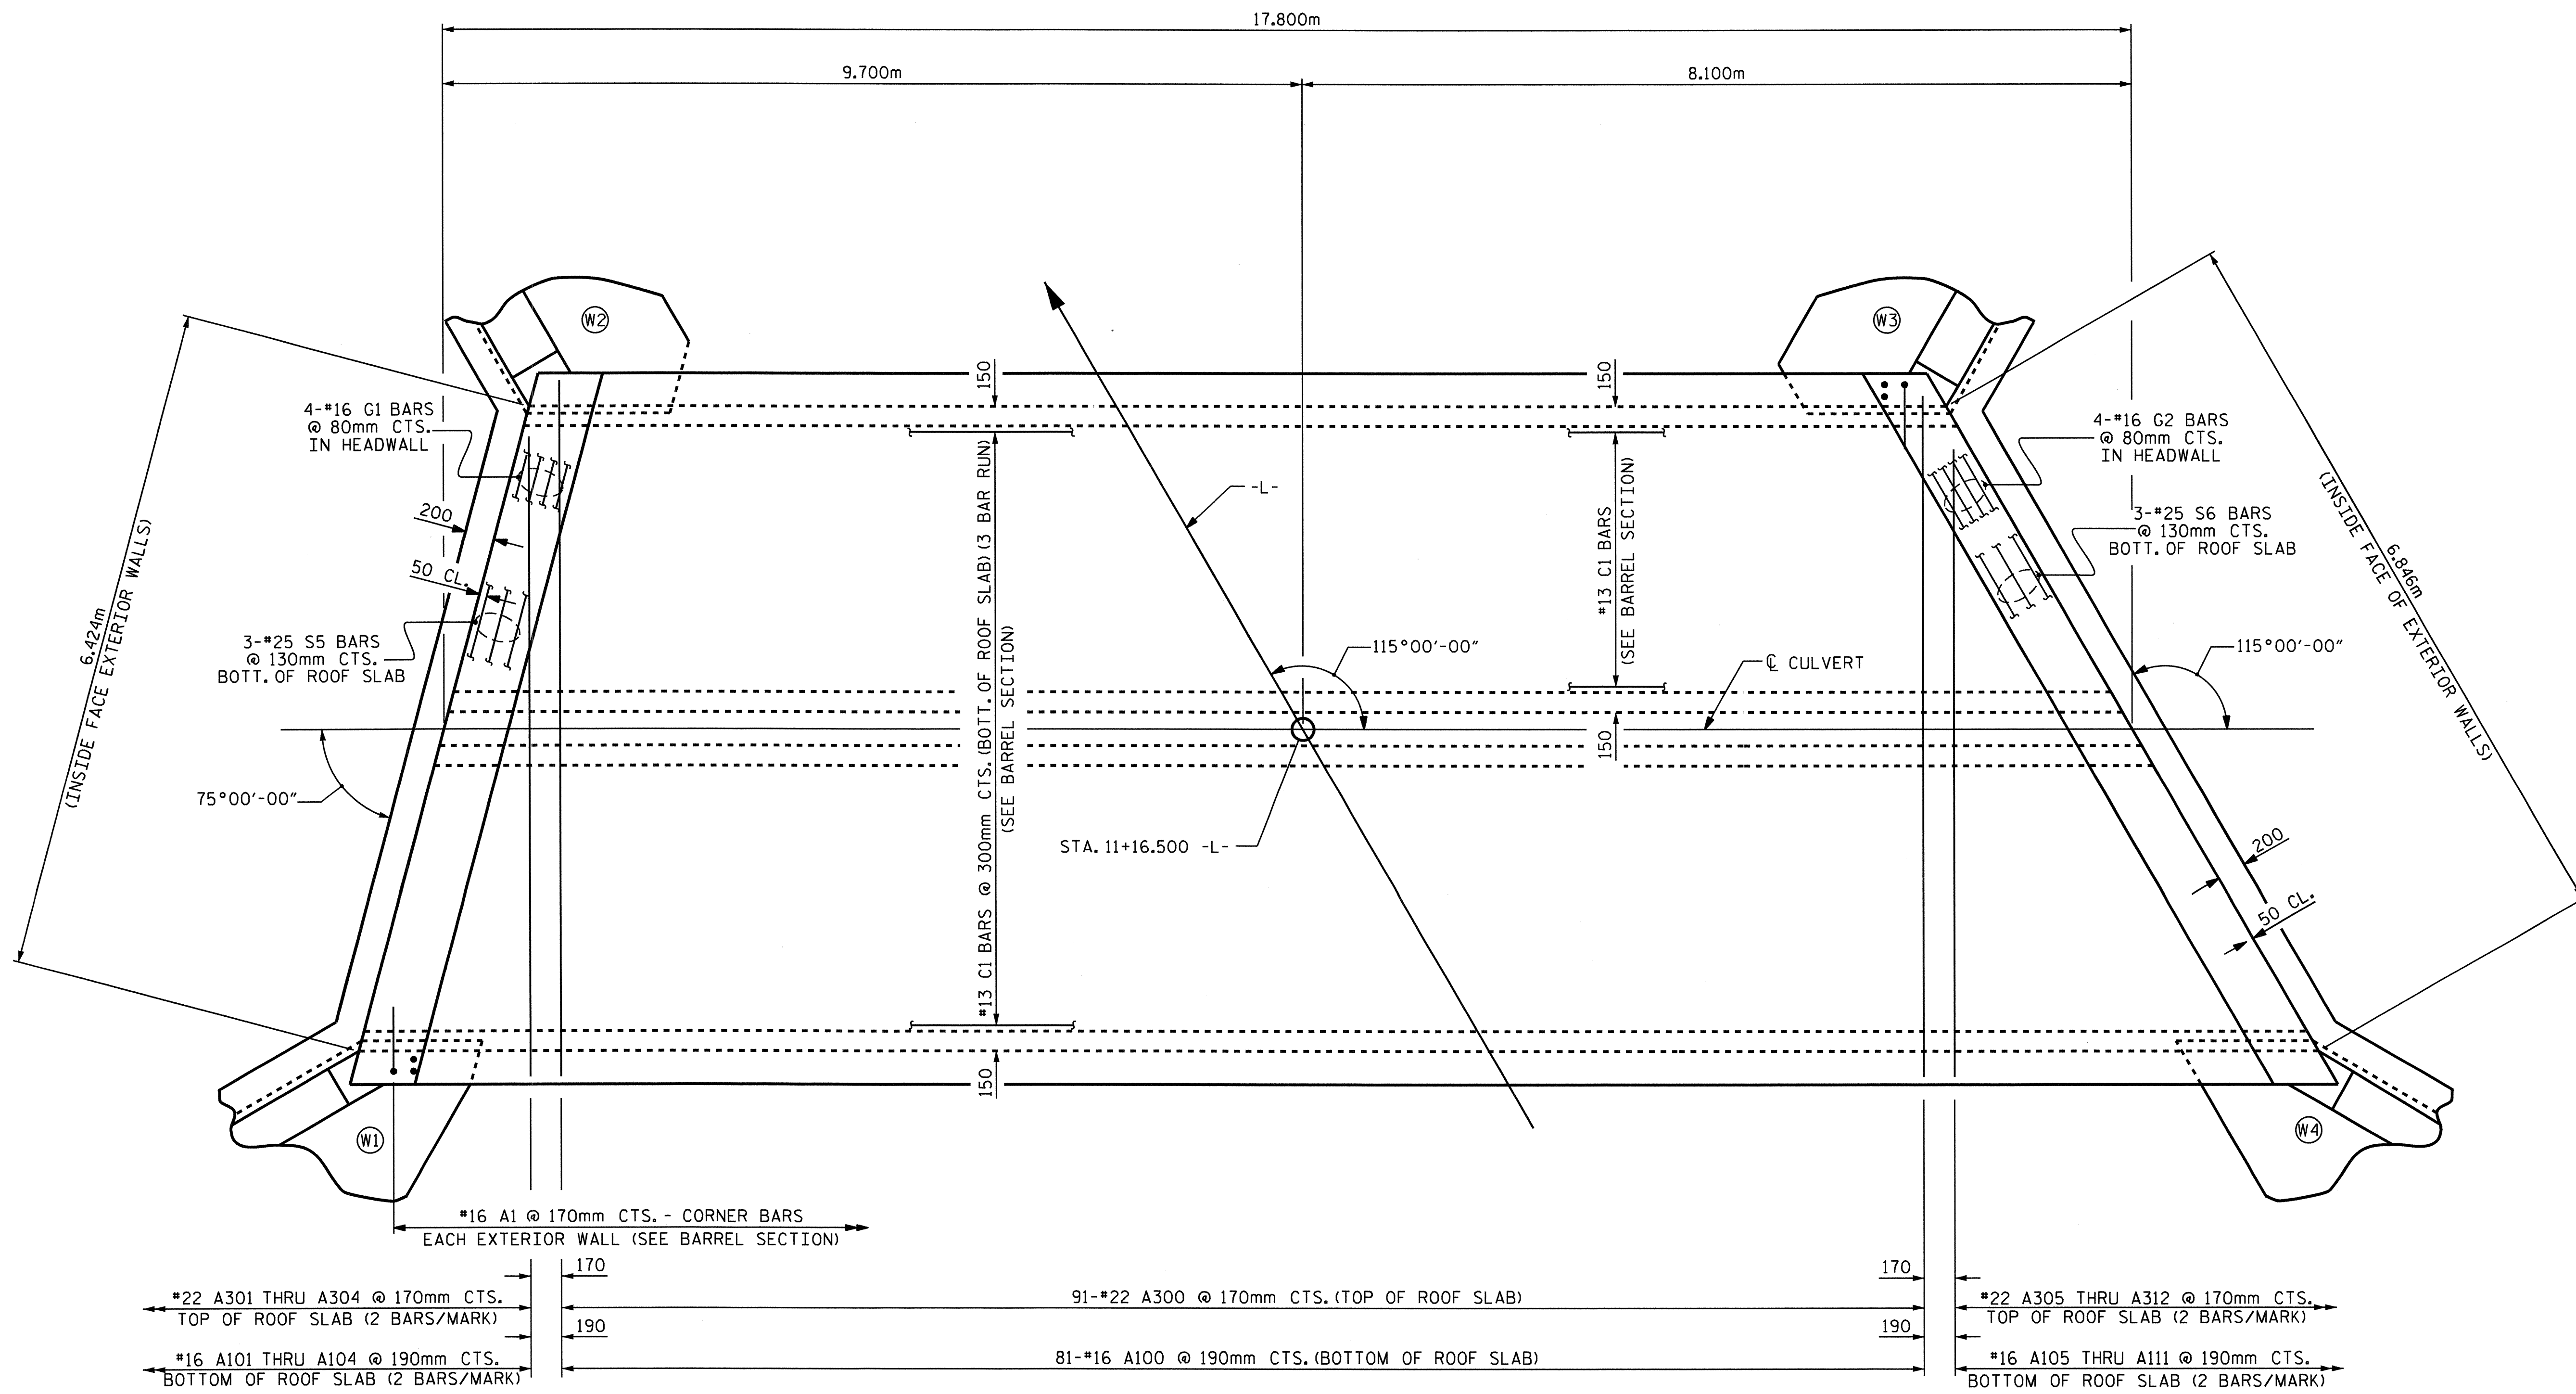 17.800m
9.700m
8.100m
W2
W3
150
150
4-#16 G1 BARS
@ 80mm CTS.
IN HEADWALL
4-#16 G2 BARS
@ 80mm CTS.
IN HEADWALL
200
-L-
50 CL.
3-#25 S6 BARS
@ 130mm CTS.
BOTT. OF ROOF SLAB
6.424m
(INSIDE FACE EXTERIOR WALLS)
6.846m
(INSIDE FACE OF EXTERIOR WALLS)
3-#25 S5 BARS
@ 130mm CTS.
BOTT. OF ROOF SLAB
#13 C1 BARS @ 300mm CTS. (BOTT. OF ROOF SLAB) (3 BAR RUN)
(SEE BARREL SECTION)
#13 C1 BARS
(SEE BARREL SECTION)
115°00'-00"
℄ CULVERT
115°00'-00"
150
75°00'-00"
STA. 11+16.500 -L-
200
50 CL.
150
W1
W4
#16 A1 @ 170mm CTS. - CORNER BARS
EACH EXTERIOR WALL (SEE BARREL SECTION)
170
170
#22 A301 THRU A304 @ 170mm CTS.
TOP OF ROOF SLAB (2 BARS/MARK)
91-#22 A300 @ 170mm CTS. (TOP OF ROOF SLAB)
#22 A305 THRU A312 @ 170mm CTS.
TOP OF ROOF SLAB (2 BARS/MARK)
190
190
#16 A101 THRU A104 @ 190mm CTS.
BOTTOM OF ROOF SLAB (2 BARS/MARK)
81-#16 A100 @ 190mm CTS. (BOTTOM OF ROOF SLAB)
#16 A105 THRU A111 @ 190mm CTS.
BOTTOM OF ROOF SLAB (2 BARS/MARK)